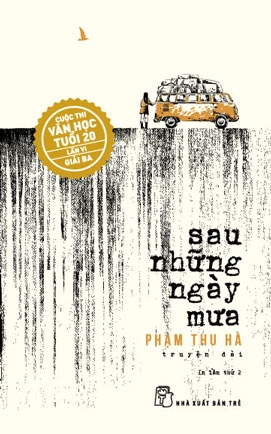 CUỘC THI
VĂN HỌC
TUỔI 20
LẦN VI
GIẢI BA
sau
những
ngày
mưa
PHẠM THU HÀ
truyện dài
in lần thứ 2
NHÀ XUẤT BẢN TRẺ